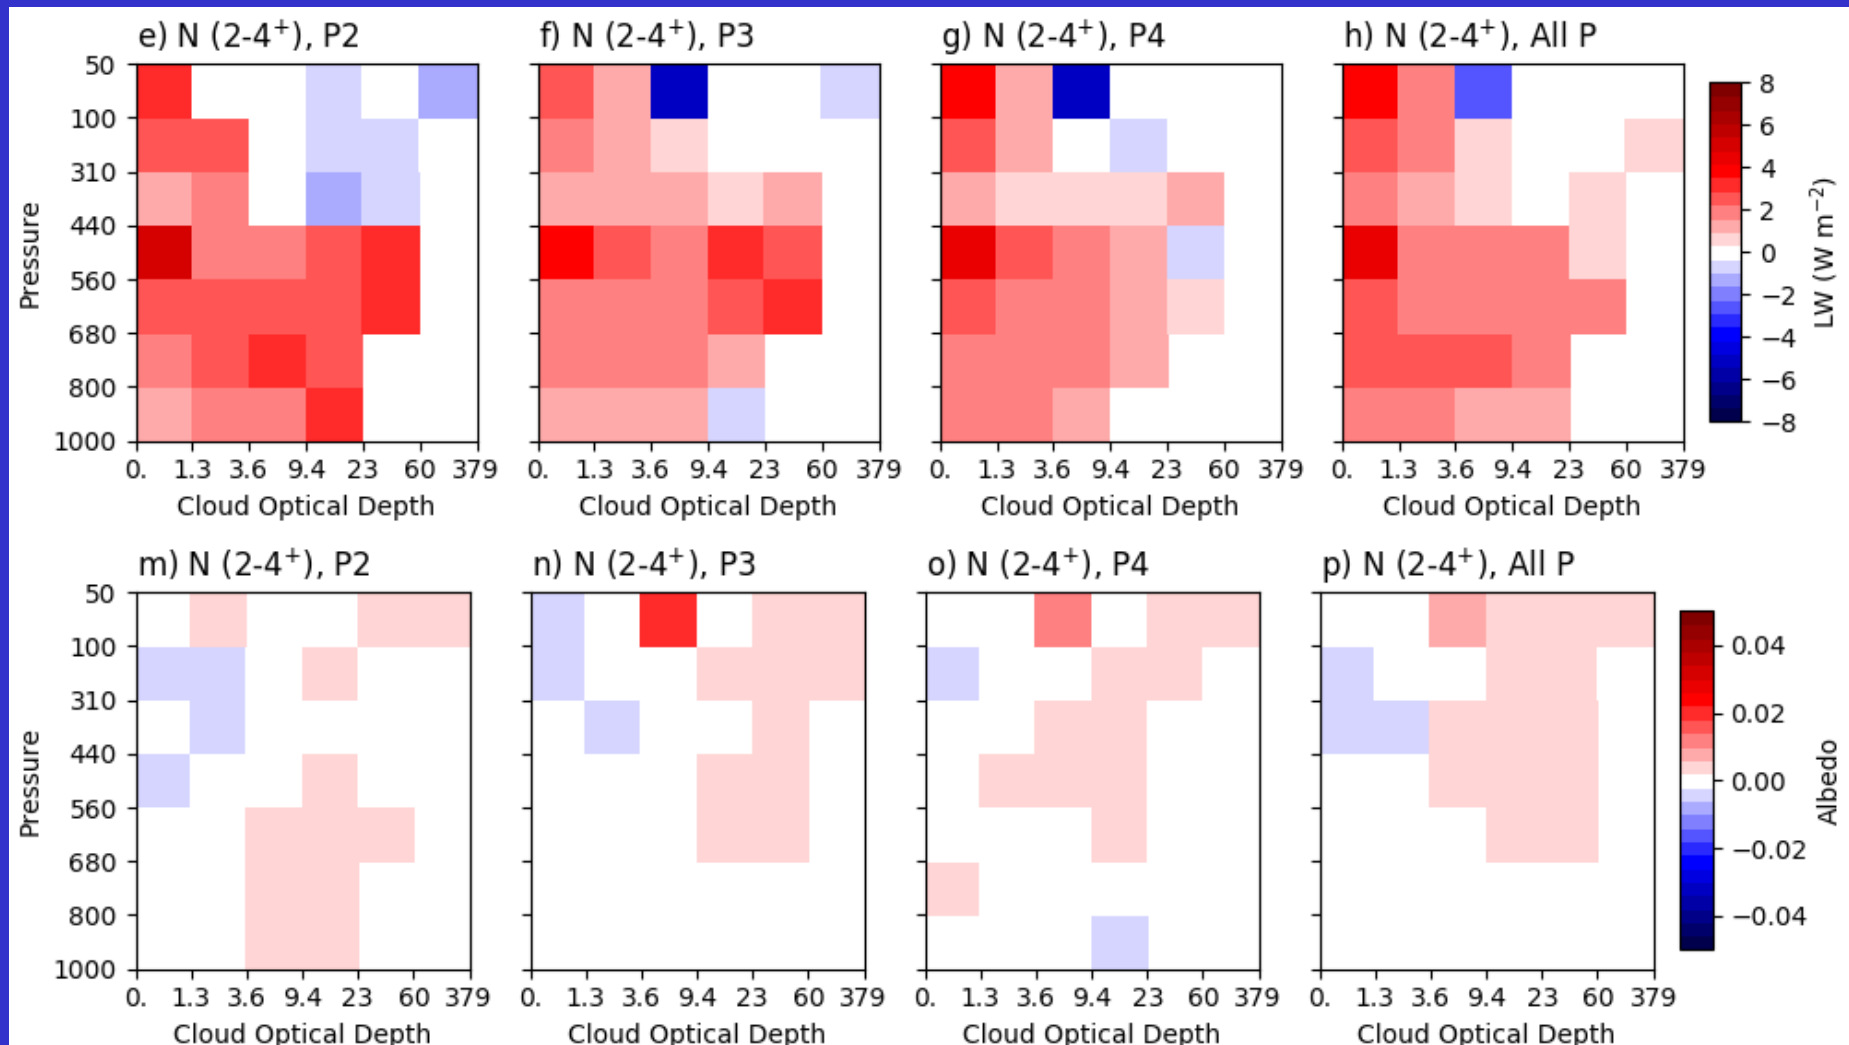 e) N (2-4⁺), P2
f) N (2-4⁺), P3
g) N (2-4⁺), P4
h) N (2-4⁺), All P
Pressure
50
100
310
440
560
680
800
1000
0. 1.3 3.6 9.4 23 60 379
0. 1.3 3.6 9.4 23 60 379
0. 1.3 3.6 9.4 23 60 379
0. 1.3 3.6 9.4 23 60 379
Cloud Optical Depth
Cloud Optical Depth
Cloud Optical Depth
Cloud Optical Depth
8
6
4
2
0
−2
−4
−6
−8
LW (W m⁻²)
m) N (2-4⁺), P2
n) N (2-4⁺), P3
o) N (2-4⁺), P4
p) N (2-4⁺), All P
Pressure
50
100
310
440
560
680
800
1000
0. 1.3 3.6 9.4 23 60 379
0. 1.3 3.6 9.4 23 60 379
0. 1.3 3.6 9.4 23 60 379
0. 1.3 3.6 9.4 23 60 379
Cloud Optical Depth
Cloud Optical Depth
Cloud Optical Depth
Cloud Optical Depth
0.04
0.02
0.00
−0.02
−0.04
Albedo